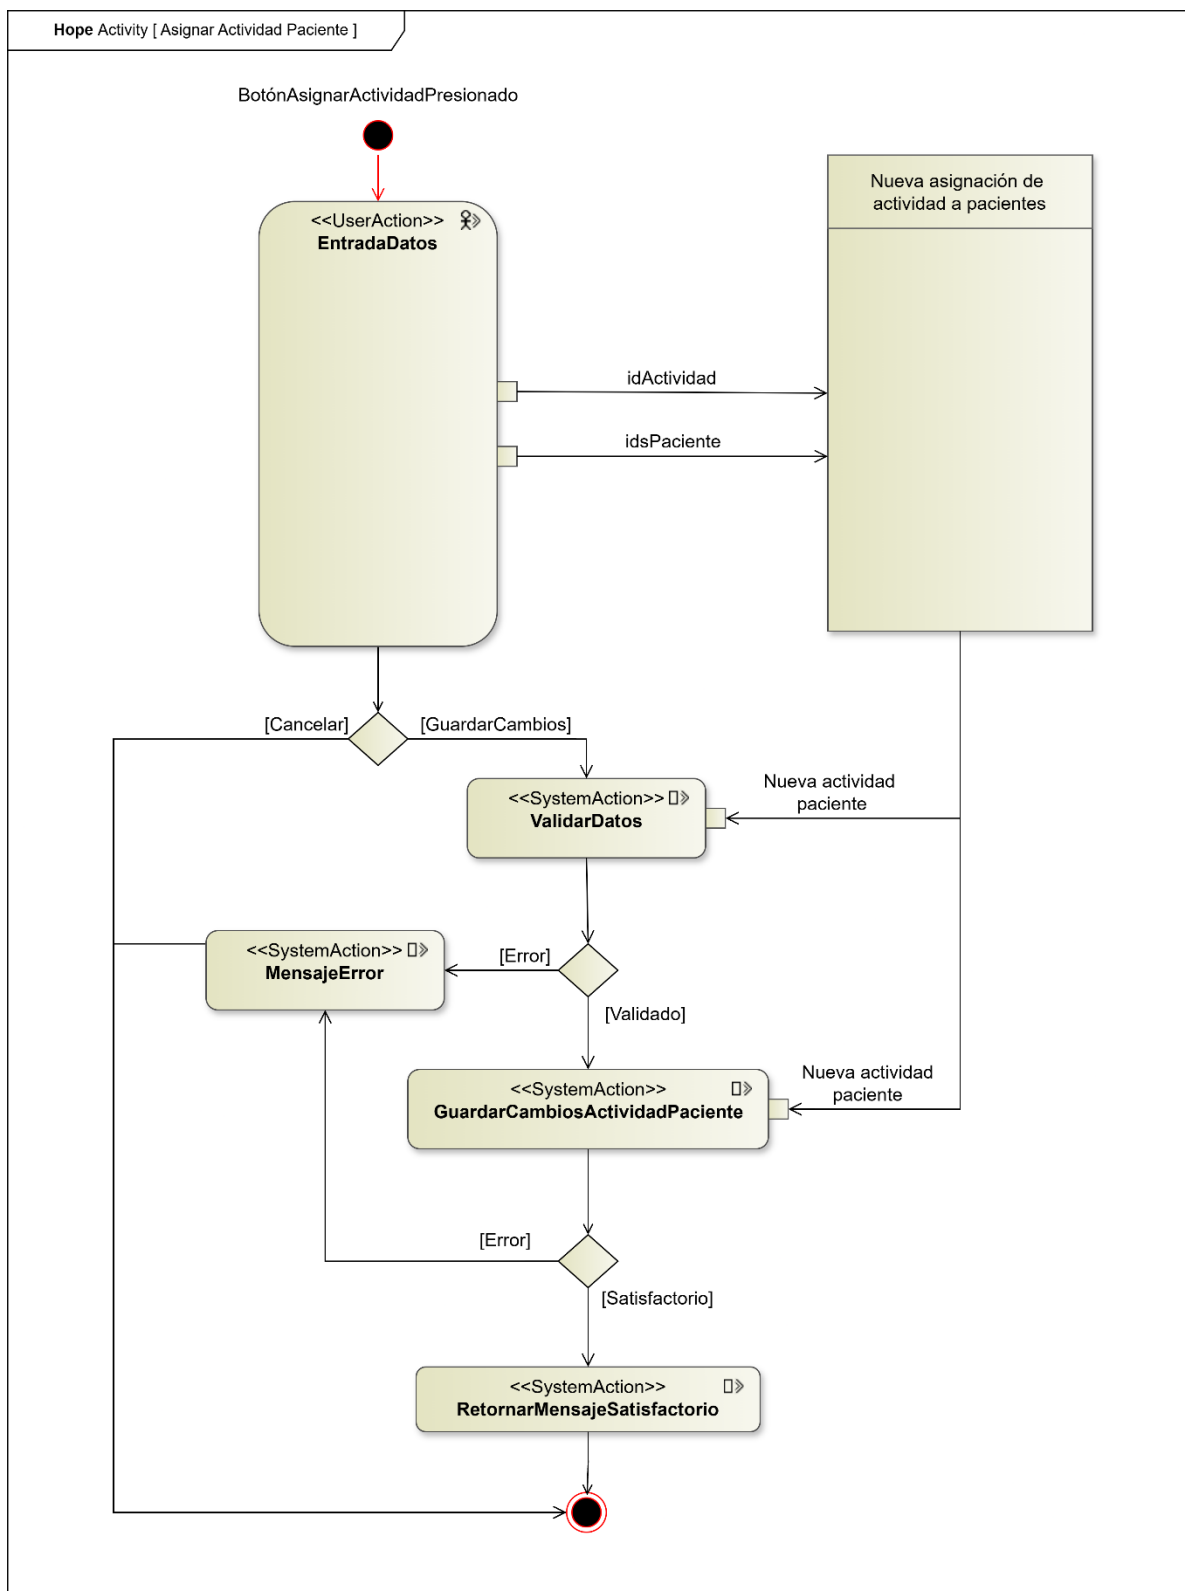 Hope Activity [ Asignar Actividad Paciente ]
BotónAsignarActividadPresionado
<<UserAction>>
EntradaDatos
Nueva asignación de
actividad a pacientes
idActividad
idsPaciente
[Cancelar]
[GuardarCambios]
<<SystemAction>>
ValidarDatos
Nueva actividad
paciente
<<SystemAction>>
MensajeError
[Error]
[Validado]
<<SystemAction>>
GuardarCambiosActividadPaciente
Nueva actividad
paciente
[Error]
[Satisfactorio]
<<SystemAction>>
RetornarMensajeSatisfactorio